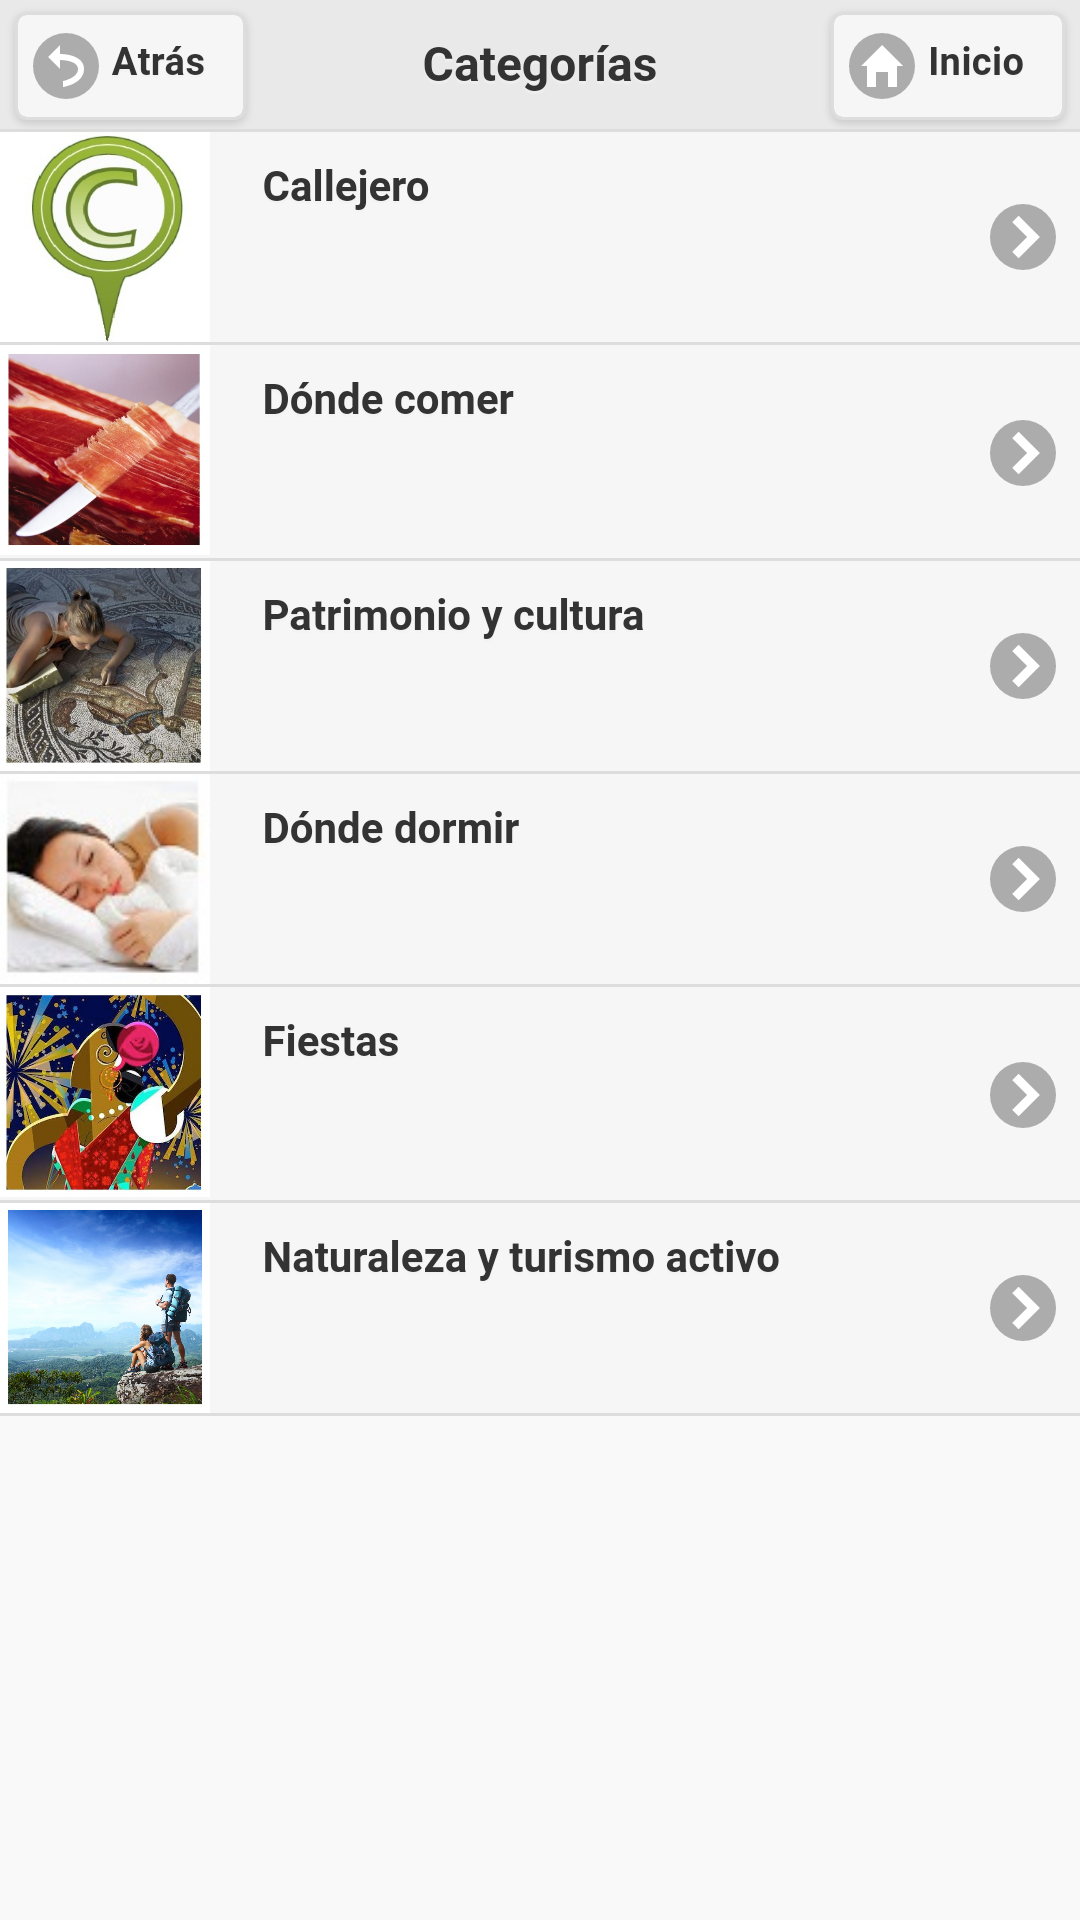 Atrás
Categorías
Inicio
C
Callejero
Dónde comer
Patrimonio y cultura
Dónde dormir
Fiestas
Naturaleza y turismo activo